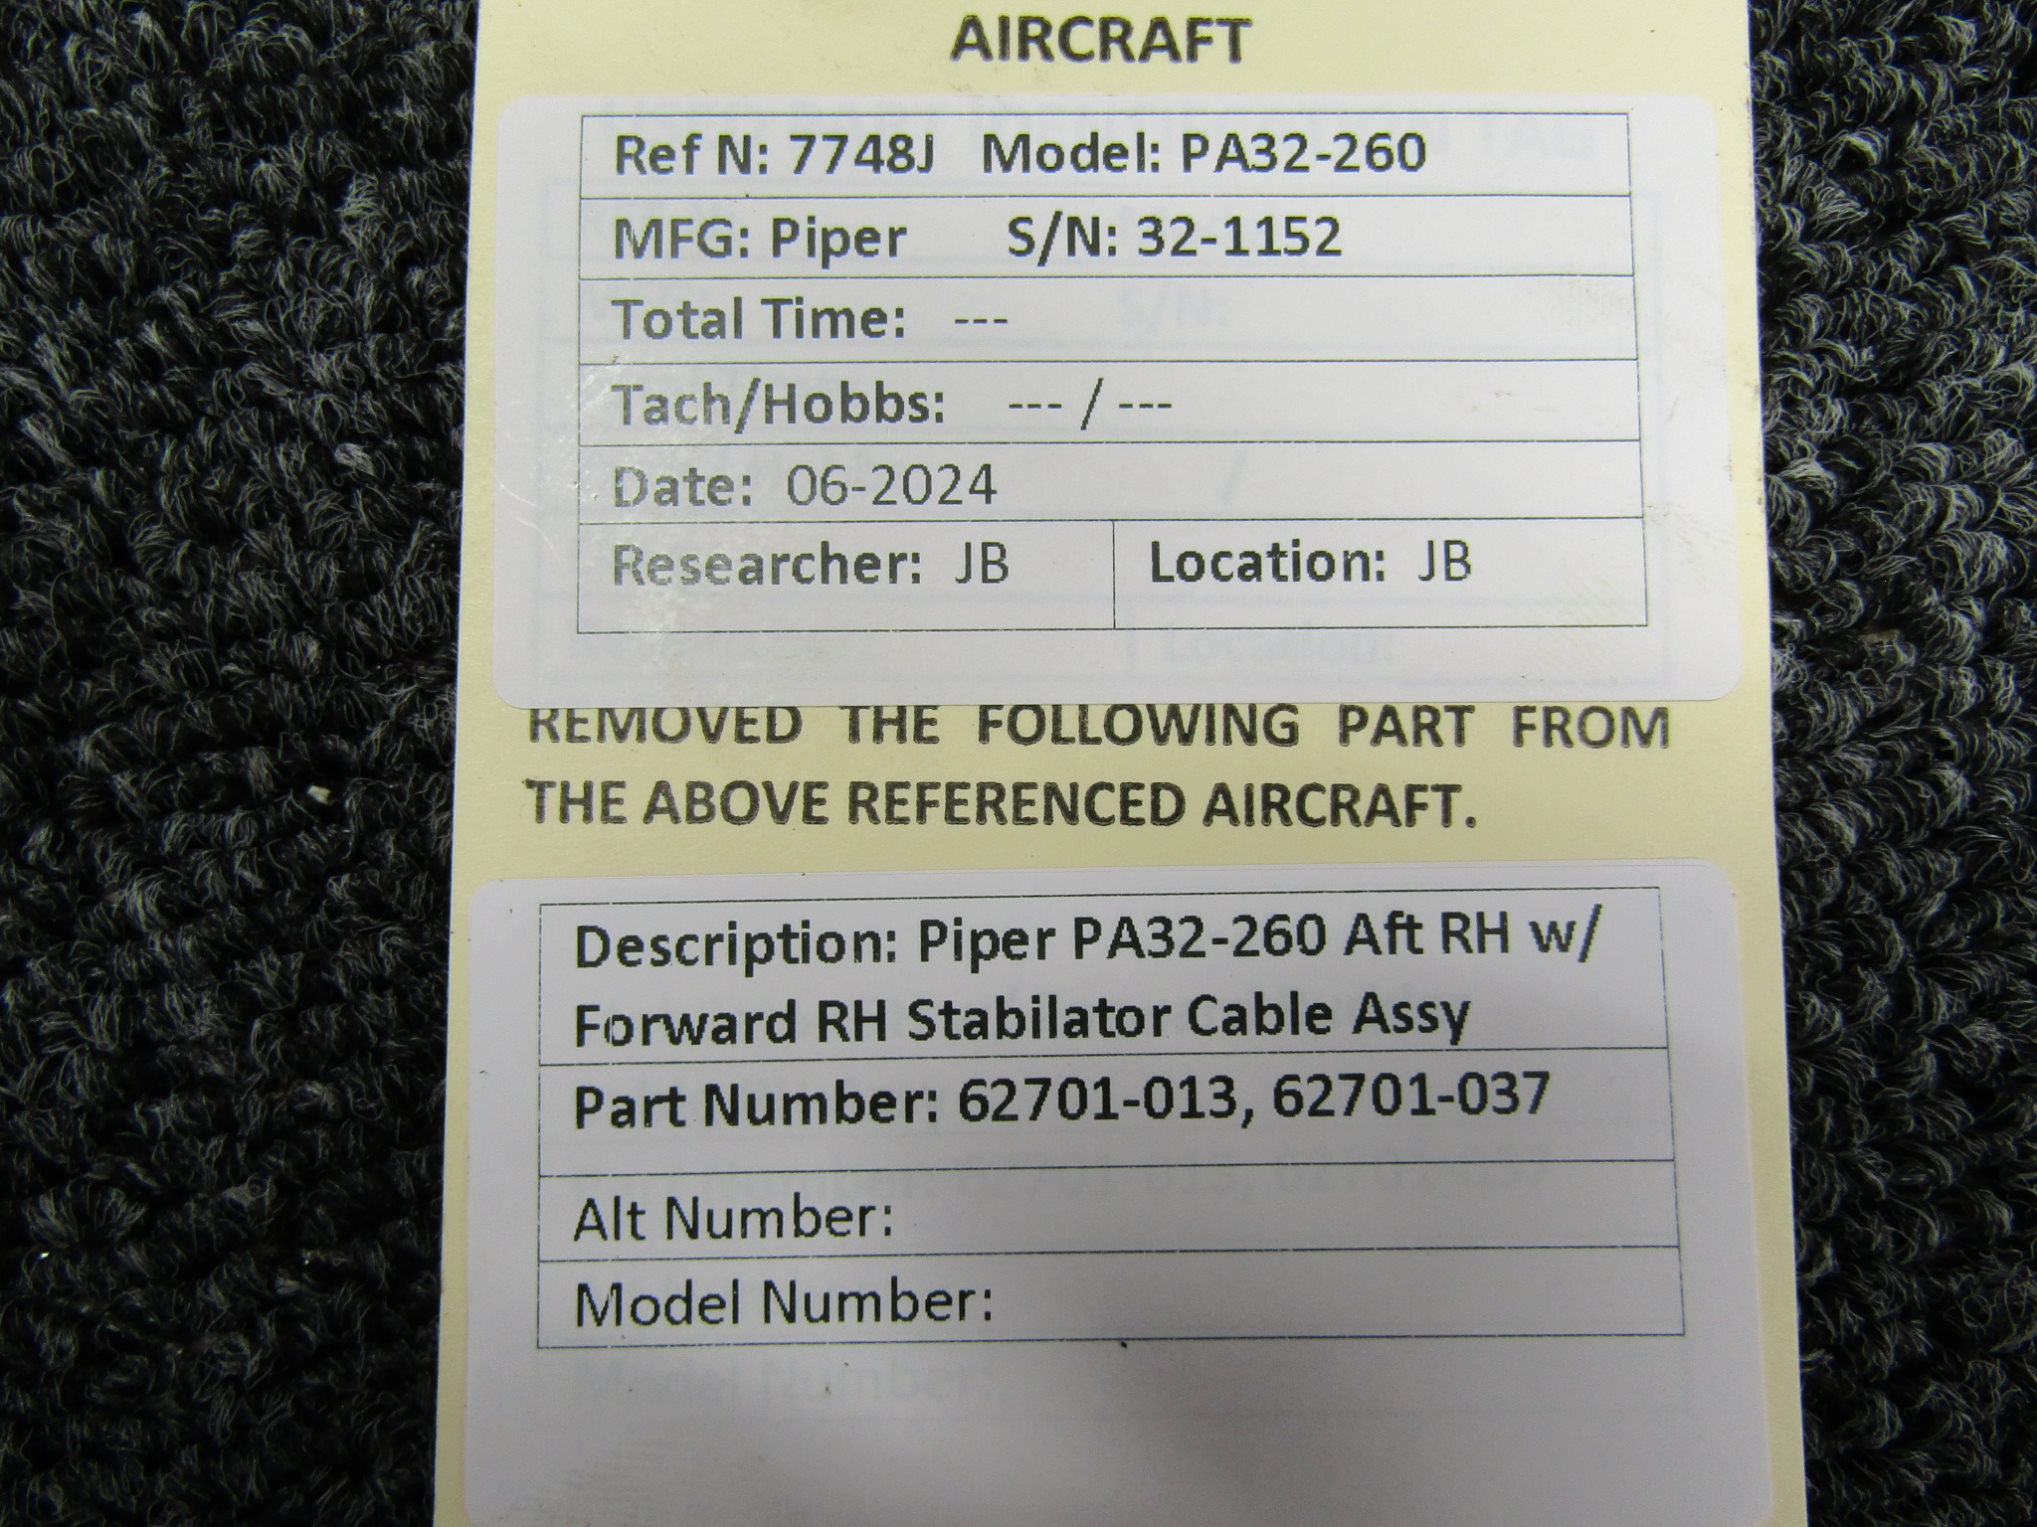 AIRCRAFT
Ref N: 7748J Model: PA32-260
MFG: Piper S/N: 32-1152
Total Time: ---
Tach/Hobbs: --- / ---
Date: 06-2024
Researcher: JB Location: JB
REMOVED THE FOLLOWING PART FROM
THE ABOVE REFERENCED AIRCRAFT.
Description: Piper PA32-260 Aft RH w/
Forward RH Stabilator Cable Assy
Part Number: 62701-013, 62701-037
Alt Number:
Model Number: